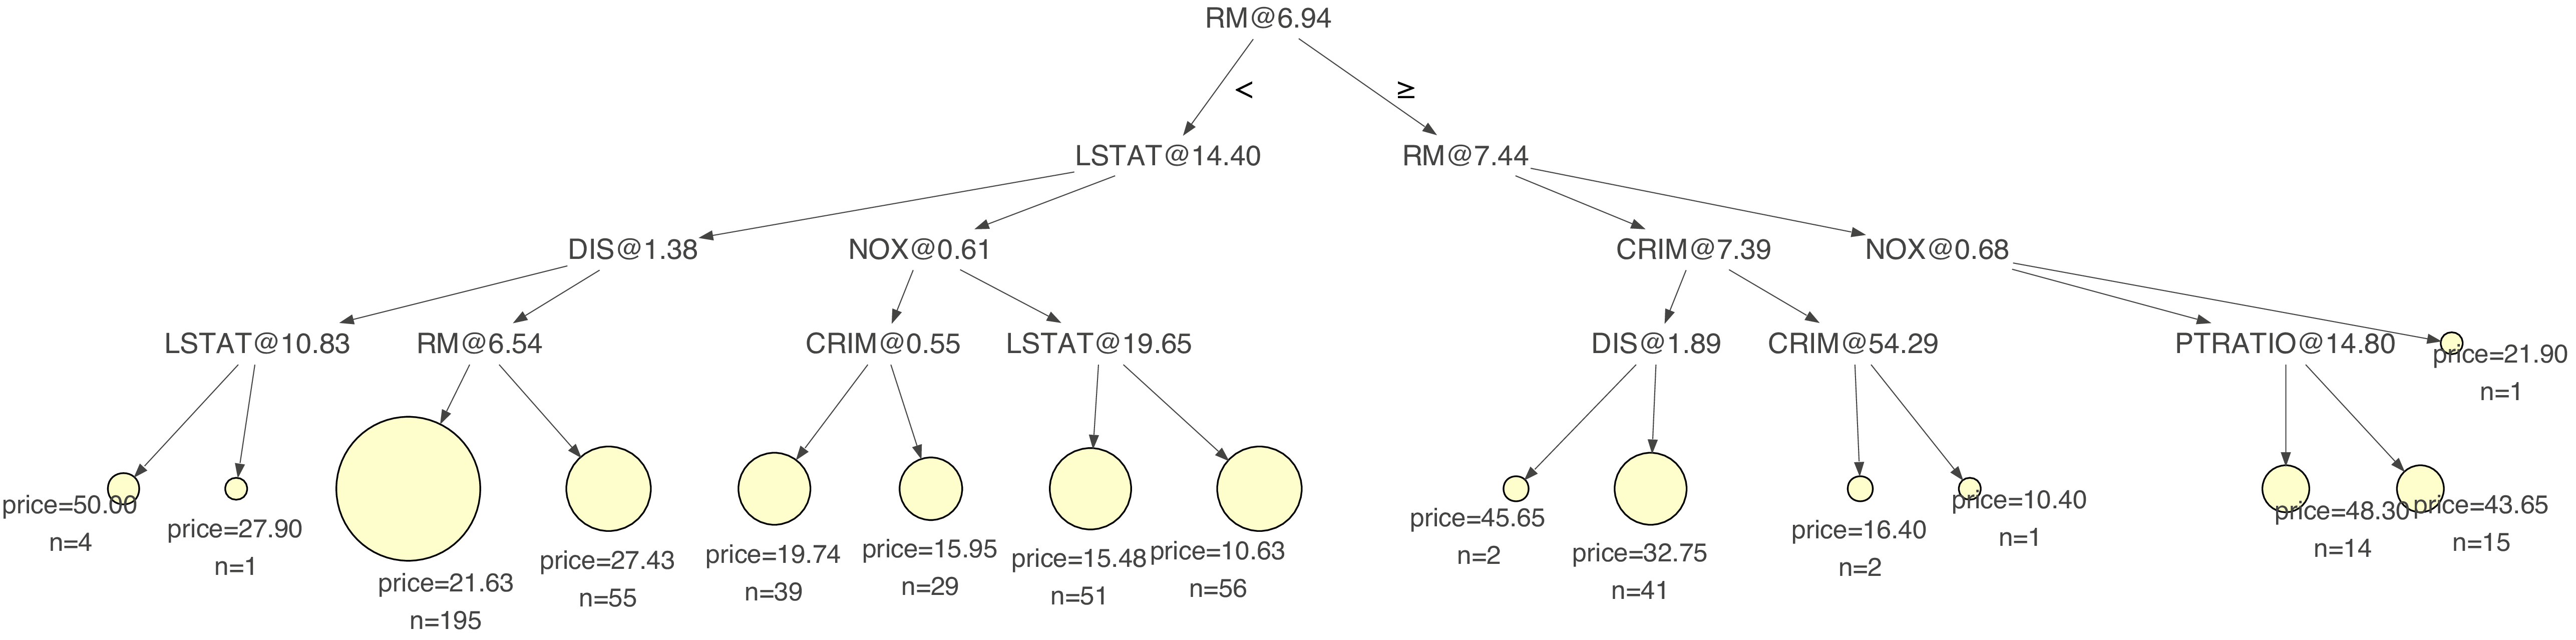 RM@6.94
<
≥
LSTAT@14.40
RM@7.44
DIS@1.38
NOX@0.61
CRIM@7.39
NOX@0.68
LSTAT@10.83
RM@6.54
CRIM@0.55
LSTAT@19.65
DIS@1.89
CRIM@54.29
PTRATIO@14.80
price=21.90
n=1
price=50.00
n=4
price=27.90
n=1
price=21.63
n=195
price=27.43
n=55
price=19.74
n=39
price=15.95
n=29
price=15.48
n=51
price=10.63
n=56
price=45.65
n=2
price=32.75
n=41
price=16.40
n=2
price=10.40
n=1
price=48.30
n=14
price=43.65
n=15